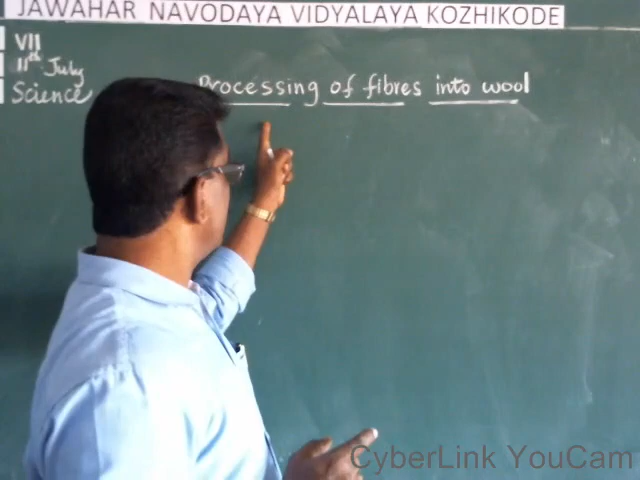 JAWAHAR NAVODAYA VIDYALAYA KOZHIKODE
VII
11th July
Science
Processing of fibres into wool
CyberLink YouCam